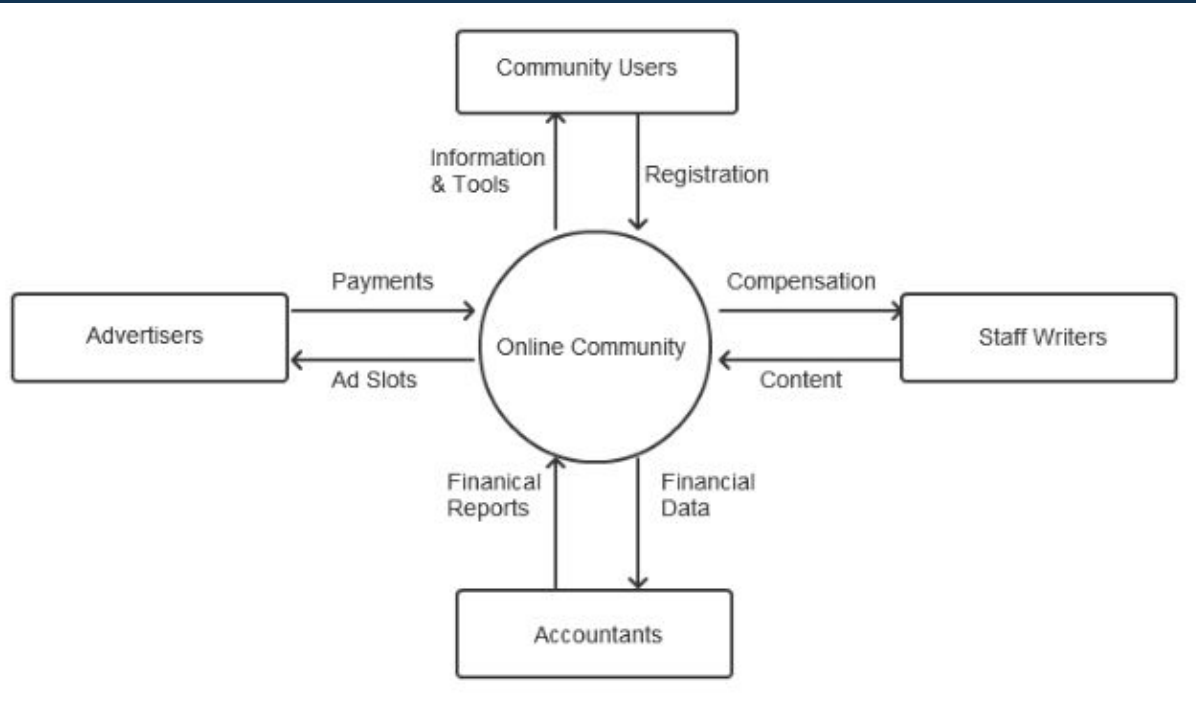 Community Users
Information
& Tools
Registration
Payments
Compensation
Advertisers
Online Community
Staff Writers
Ad Slots
Content
Finanical
Reports
Financial
Data
Accountants